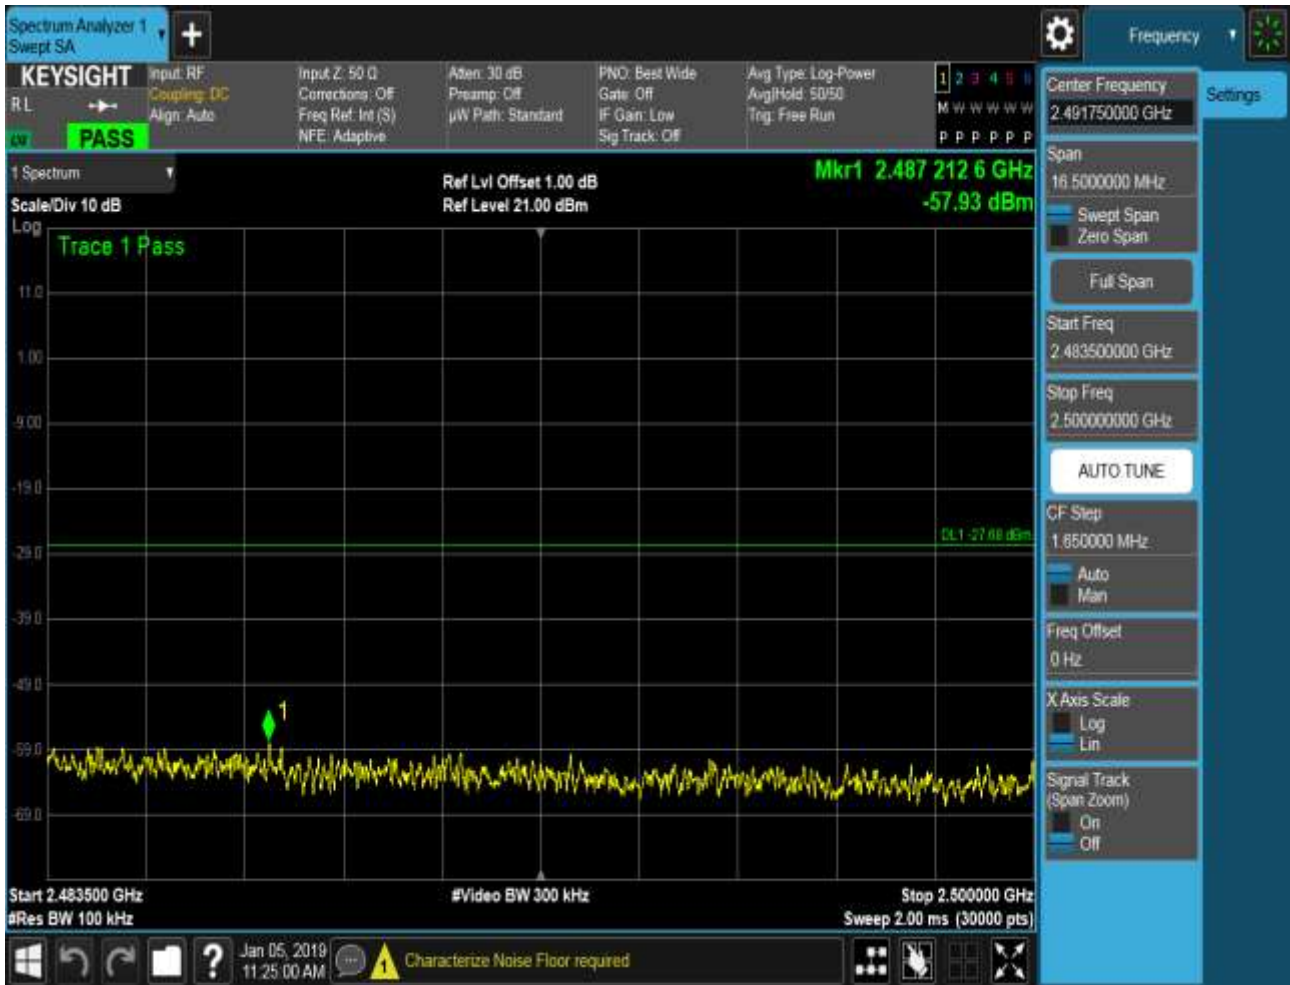 Spectrum Analyzer 1
Swept SA
Frequency
KEYSIGHT
R L
PASS
Input: RF
Coupling: DC
Align: Auto
Input Z: 50 Ω
Corrections: Off
Freq Ref: Int (S)
NFE: Adaptive
Atten: 30 dB
Preamp: Off
µW Path: Standard
PNO: Best Wide
Gate: Off
IF Gain: Low
Sig Track: Off
Avg Type: Log-Power
Avg|Hold: 50/50
Trig: Free Run
1 2 3 4 5 6
M W W W W W
P P P P P P
1 Spectrum
Scale/Div 10 dB
Ref Lvl Offset 1.00 dB
Ref Level 21.00 dBm
Mkr1 2.487 212 6 GHz
-57.93 dBm
Log
Trace 1 Pass
11.0
1.00
-9.00
-19.0
-29.0
DL1 -27.68 dBm
-39.0
-49.0
1
-59.0
-69.0
Start 2.483500 GHz
#Video BW 300 kHz
Stop 2.500000 GHz
#Res BW 100 kHz
Sweep 2.00 ms (30000 pts)
Jan 05, 2019
11:25:00 AM
?
1
Characterize Noise Floor required
Center Frequency
2.491750000 GHz
Settings
Span
16.5000000 MHz
Swept Span
Zero Span
Full Span
Start Freq
2.483500000 GHz
Stop Freq
2.500000000 GHz
AUTO TUNE
CF Step
1.650000 MHz
Auto
Man
Freq Offset
0 Hz
X Axis Scale
Log
Lin
Signal Track
(Span Zoom)
On
Off